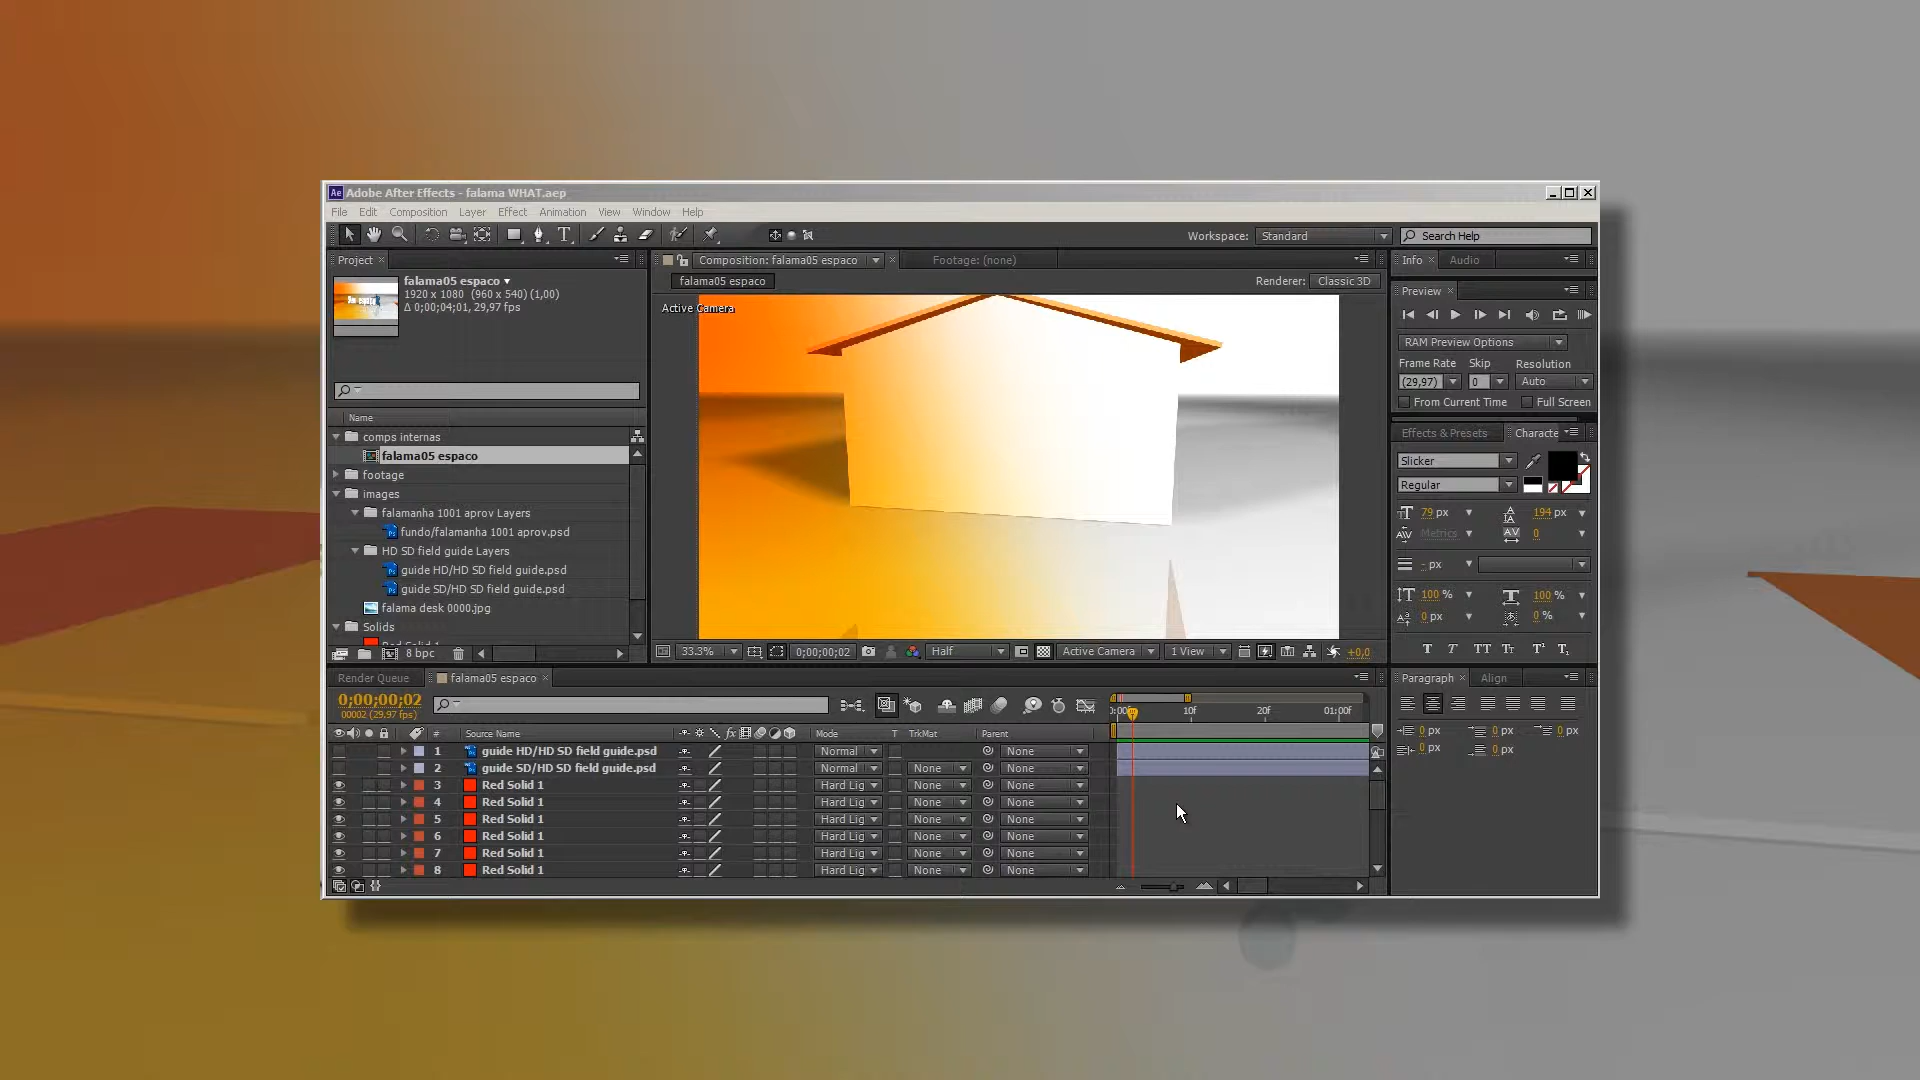 Ae Adobe After Effects - falama WHAT.aep
File Edit Composition Layer Effect Animation View Window Help
Workspace: Standard Search Help
Project
falama05 espaco
1920 x 1080 (960 x 540) (1,00)
Δ 0;00;04;01, 29,97 fps
Name
comps internas
falama05 espaco
footage
images
falamanha 1001 aprov Layers
fundo/falamanha 1001 aprov.psd
HD SD field guide Layers
guide HD/HD SD field guide.psd
guide SD/HD SD field guide.psd
falama desk 0000.jpg
Solids
Red Solid 1
8 bpc
Composition: falama05 espaco Footage: (none)
falama05 espaco Renderer: Classic 3D
Active Camera
33.3% 0;00;00;02 Half Active Camera 1 View +0,0
Info Audio
Preview
RAM Preview Options
Frame Rate Skip Resolution
(29,97) 0 Auto
From Current Time Full Screen
Effects & Presets Characte
Slicker
Regular
79 px 194 px
Metrics 0
- px
100 % 100 %
0 px 0 %
T T TT Tt T¹ T₁
Paragraph Align
0 px 0 px 0 px
0 px 0 px
Render Queue falama05 espaco
0;00;00;02
00002 (29.97 fps)
10f 20f 01:00f
# Source Name fx Mode T TrkMat Parent
1 guide HD/HD SD field guide.psd Normal None
2 guide SD/HD SD field guide.psd Normal None None
3 Red Solid 1 Hard Lig None None
4 Red Solid 1 Hard Lig None None
5 Red Solid 1 Hard Lig None None
6 Red Solid 1 Hard Lig None None
7 Red Solid 1 Hard Lig None None
8 Red Solid 1 Hard Lig None None